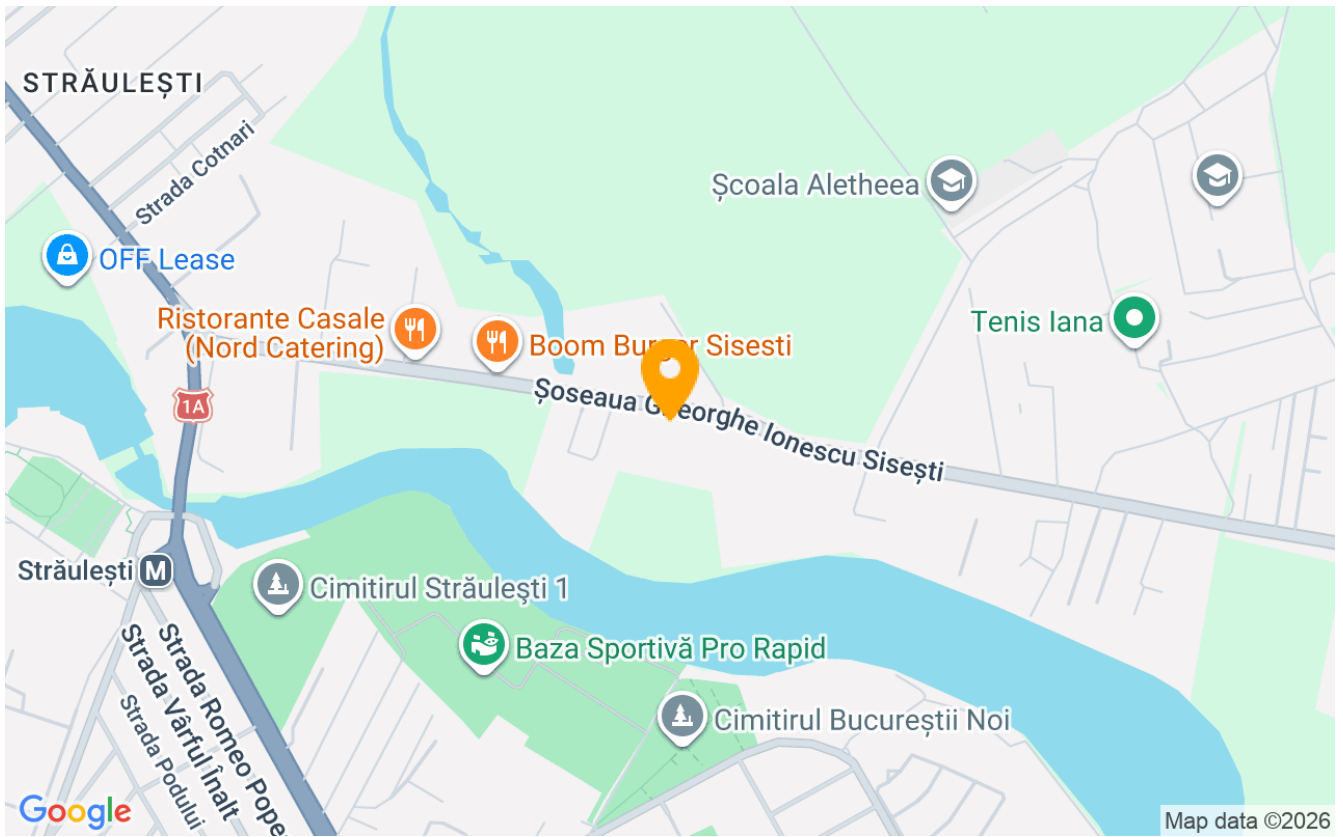 STRĂULEȘTI
Strada Cotnari
Școala Aletheea
OFF Lease
Ristorante Casale
(Nord Catering)
Boom Burger Sisesti
Tenis Iana
1A
Șoseaua Gheorghe Ionescu Sisești
Străulești M
Cimitirul Străuleşti 1
Baza Sportivă Pro Rapid
Cimitirul Bucureștii Noi
Strada Romeo Pope
Strada Vârful Înalt
Strada Podului
Google
Map data ©2026